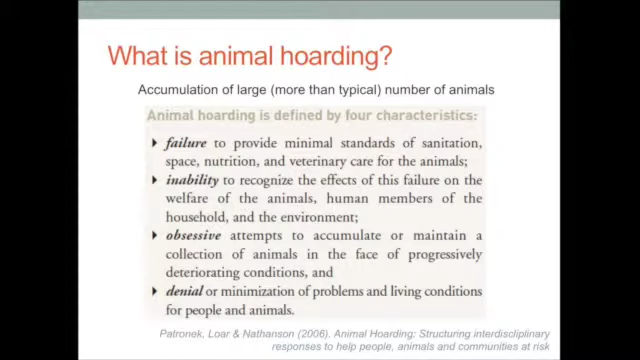 What is animal hoarding?
Accumulation of large (more than typical) number of animals
Animal hoarding is defined by four characteristics:
failure to provide minimal standards of sanitation,
space, nutrition, and veterinary care for the animals;
inability to recognize the effects of this failure on the
welfare of the animals, human members of the
household, and the environment;
obsessive attempts to accumulate or maintain a
collection of animals in the face of progressively
deteriorating conditions, and
denial or minimization of problems and living conditions
for people and animals.
Patronek, Loar & Nathanson (2006). Animal Hoarding: Structuring interdisciplinary
responses to help people, animals and communities at risk